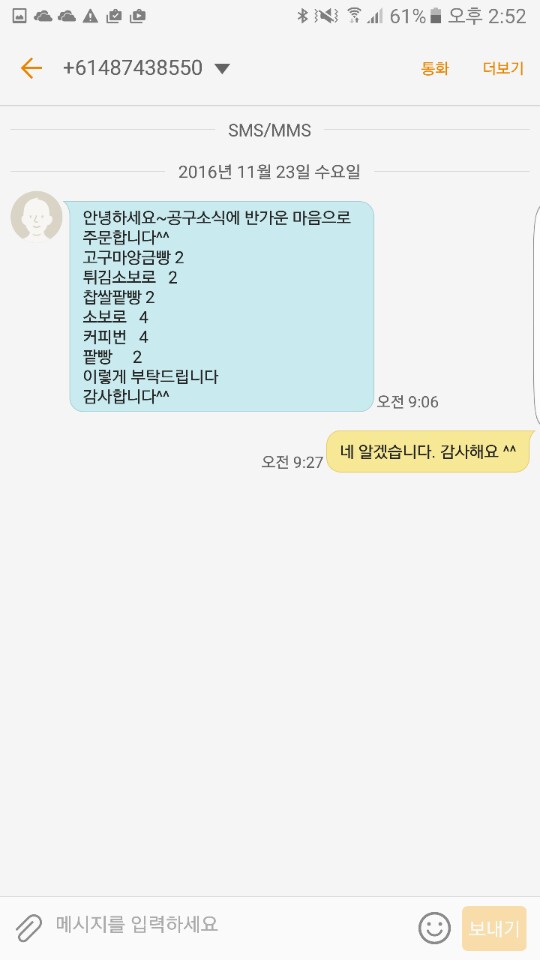 61% 오후 2:52
+61487438550 통화 더보기
SMS/MMS
2016년 11월 23일 수요일
안녕하세요~공구소식에 반가운 마음으로
주문합니다^^
고구마앙금빵 2
튀김소보로 2
찹쌀팥빵 2
소보로 4
커피번 4
팥빵 2
이렇게 부탁드립니다
감사합니다^^
오전 9:06
네 알겠습니다. 감사해요 ^^
오전 9:27
메시지를 입력하세요 보내기